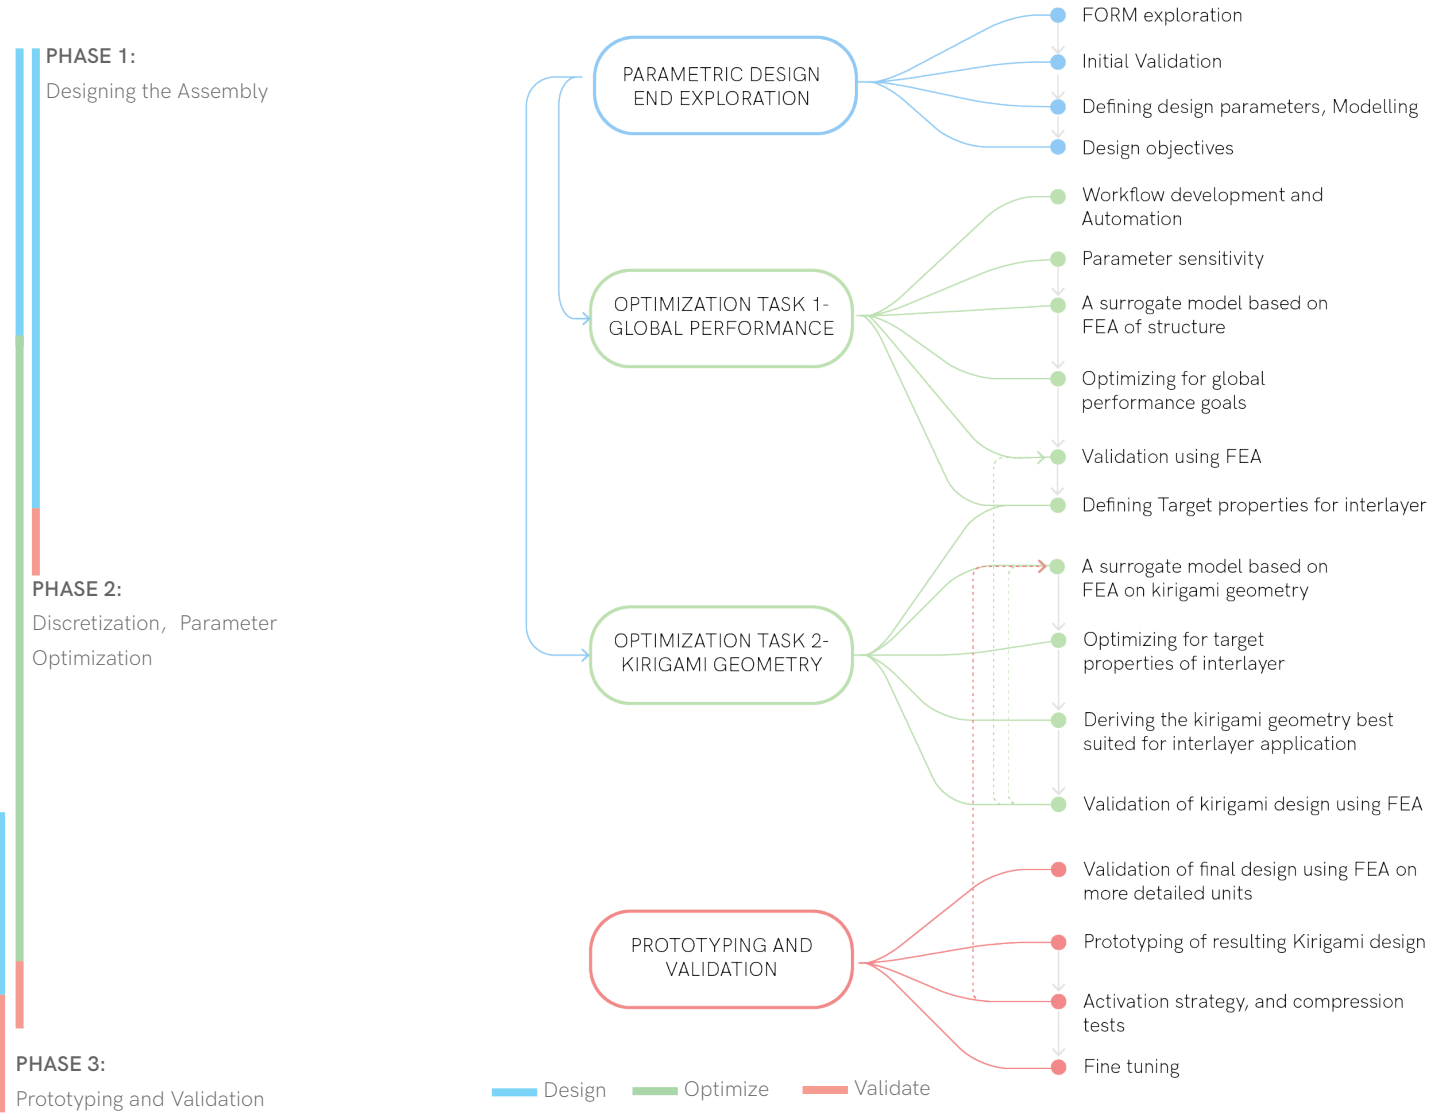 PHASE 1:
Designing the Assembly
PHASE 2:
Discretization, Parameter
Optimization
PHASE 3:
Prototyping and Validation
PARAMETRIC DESIGN
END EXPLORATION
FORM exploration
Initial Validation
Defining design parameters, Modelling
Design objectives
OPTIMIZATION TASK 1-
GLOBAL PERFORMANCE
Workflow development and
Automation
Parameter sensitivity
A surrogate model based on
FEA of structure
Optimizing for global
performance goals
Validation using FEA
Defining Target properties for interlayer
OPTIMIZATION TASK 2-
KIRIGAMI GEOMETRY
A surrogate model based on
FEA on kirigami geometry
Optimizing for target
properties of interlayer
Deriving the kirigami geometry best
suited for interlayer application
Validation of kirigami design using FEA
PROTOTYPING AND
VALIDATION
Validation of final design using FEA on
more detailed units
Prototyping of resulting Kirigami design
Activation strategy, and compression
tests
Fine tuning
Design
Optimize
Validate